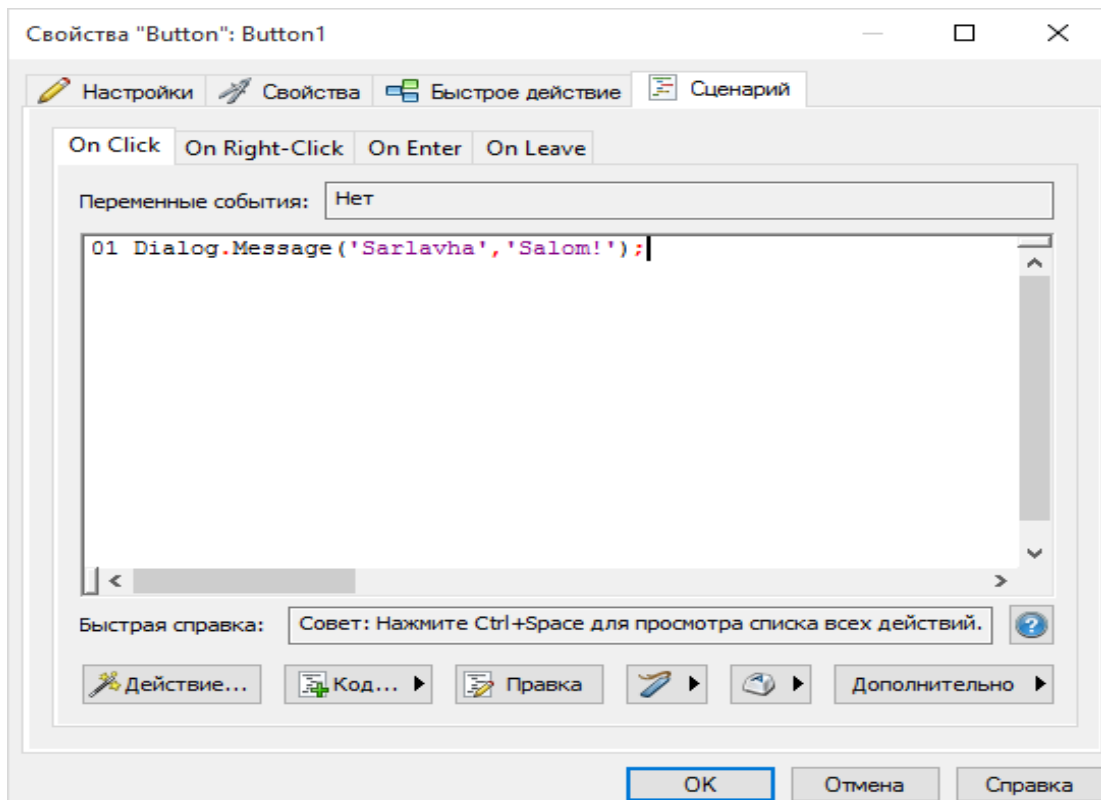 Свойства "Button": Button1
Настройки Свойства Быстрое действие Сценарий
On Click On Right-Click On Enter On Leave
Переменные события: Нет
01 Dialog.Message('Sarlavha','Salom!');
Быстрая справка: Совет: Нажмите Ctrl+Space для просмотра списка всех действий.
Действие... Код... Правка Дополнительно
OK Отмена Справка